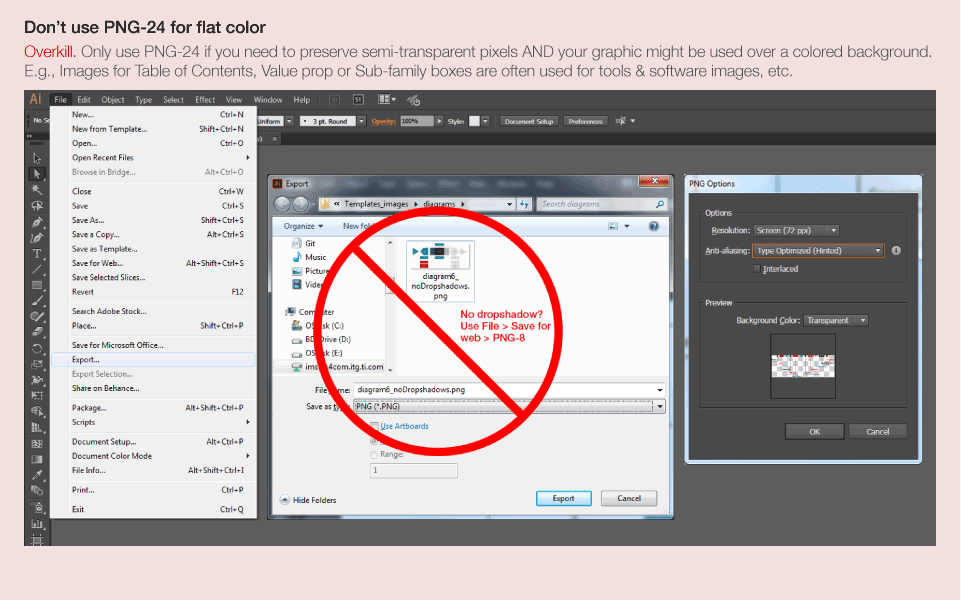 Don't use PNG-24 for flat color
Overkill. Only use PNG-24 if you need to preserve semi-transparent pixels AND your graphic might be used over a colored background.
E.g., Images for Table of Contents, Value prop or Sub-family boxes are often used for tools & software images, etc.
Ai File Edit Object Type Select Effect View Window Help Br St
No Se
Uniform 3 pt. Round Opacity: 100% Style: Document Setup Preferences
New... Ctrl+N
New from Template... Shift+Ctrl+N
Open... Ctrl+O
Open Recent Files
Browse in Bridge... Alt+Ctrl+O
Close Ctrl+W
Save Ctrl+S
Save As... Shift+Ctrl+S
Save a Copy... Alt+Ctrl+S
Save as Template...
Save for Web... Alt+Shift+Ctrl+S
Save Selected Slices...
Revert F12
Search Adobe Stock...
Place... Shift+Ctrl+P
Save for Microsoft Office...
Export...
Export Selection...
Share on Behance...
Package... Alt+Shift+Ctrl+P
Scripts
Document Setup... Alt+Ctrl+P
Document Color Mode
File Info... Alt+Shift+Ctrl+I
Print... Ctrl+P
Exit Ctrl+Q
Ai Export
« Templates_images diagrams
Search diagrams
Organize New fol
Git
Music
Picture
Vide
Computer
OS (C:)
BD Drive (D:)
OS (E:)
4com.itg.ti.com
diagram6_
noDropshadows.
png
No dropshadow?
Use File > Save for
web > PNG-8
File name: diagram6_noDropshadows.png
Save as type: PNG (*.PNG)
Use Artboards
Range:
1
Hide Folders
Export Cancel
PNG Options
Options
Resolution: Screen (72 ppi)
Anti-aliasing: Type Optimized (Hinted)
Interlaced
Preview
Background Color: Transparent
OK Cancel